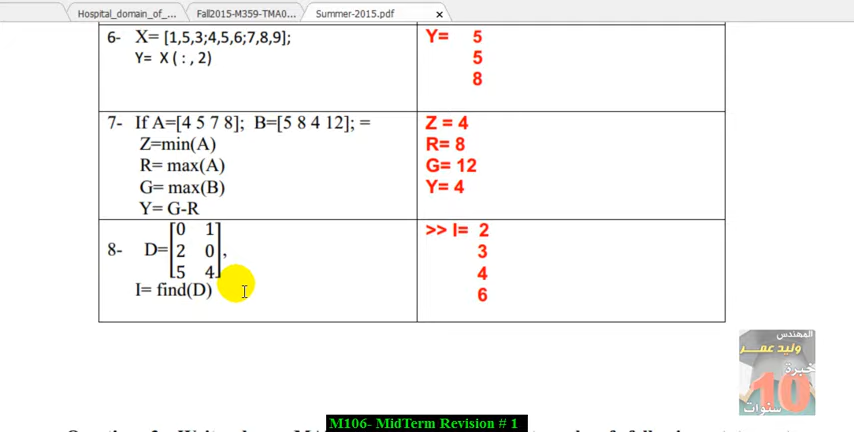 Hospital_domain_of_... Fall2015-M359-TMA0... Summer-2015.pdf ×
6- X= [1,5,3;4,5,6;7,8,9];
Y= X ( : , 2)
Y= 5
5
8
7- If A=[4 5 7 8]; B=[5 8 4 12]; =
Z=min(A)
R= max(A)
G= max(B)
Y= G-R
Z = 4
R= 8
G= 12
Y= 4
0 1
8- D= 2 0 ,
5 4
I= find(D)
>> I= 2
3
4
6
المهندس
وليد عمر
خبرة
10
سنوات
M106- MidTerm Revision # 1